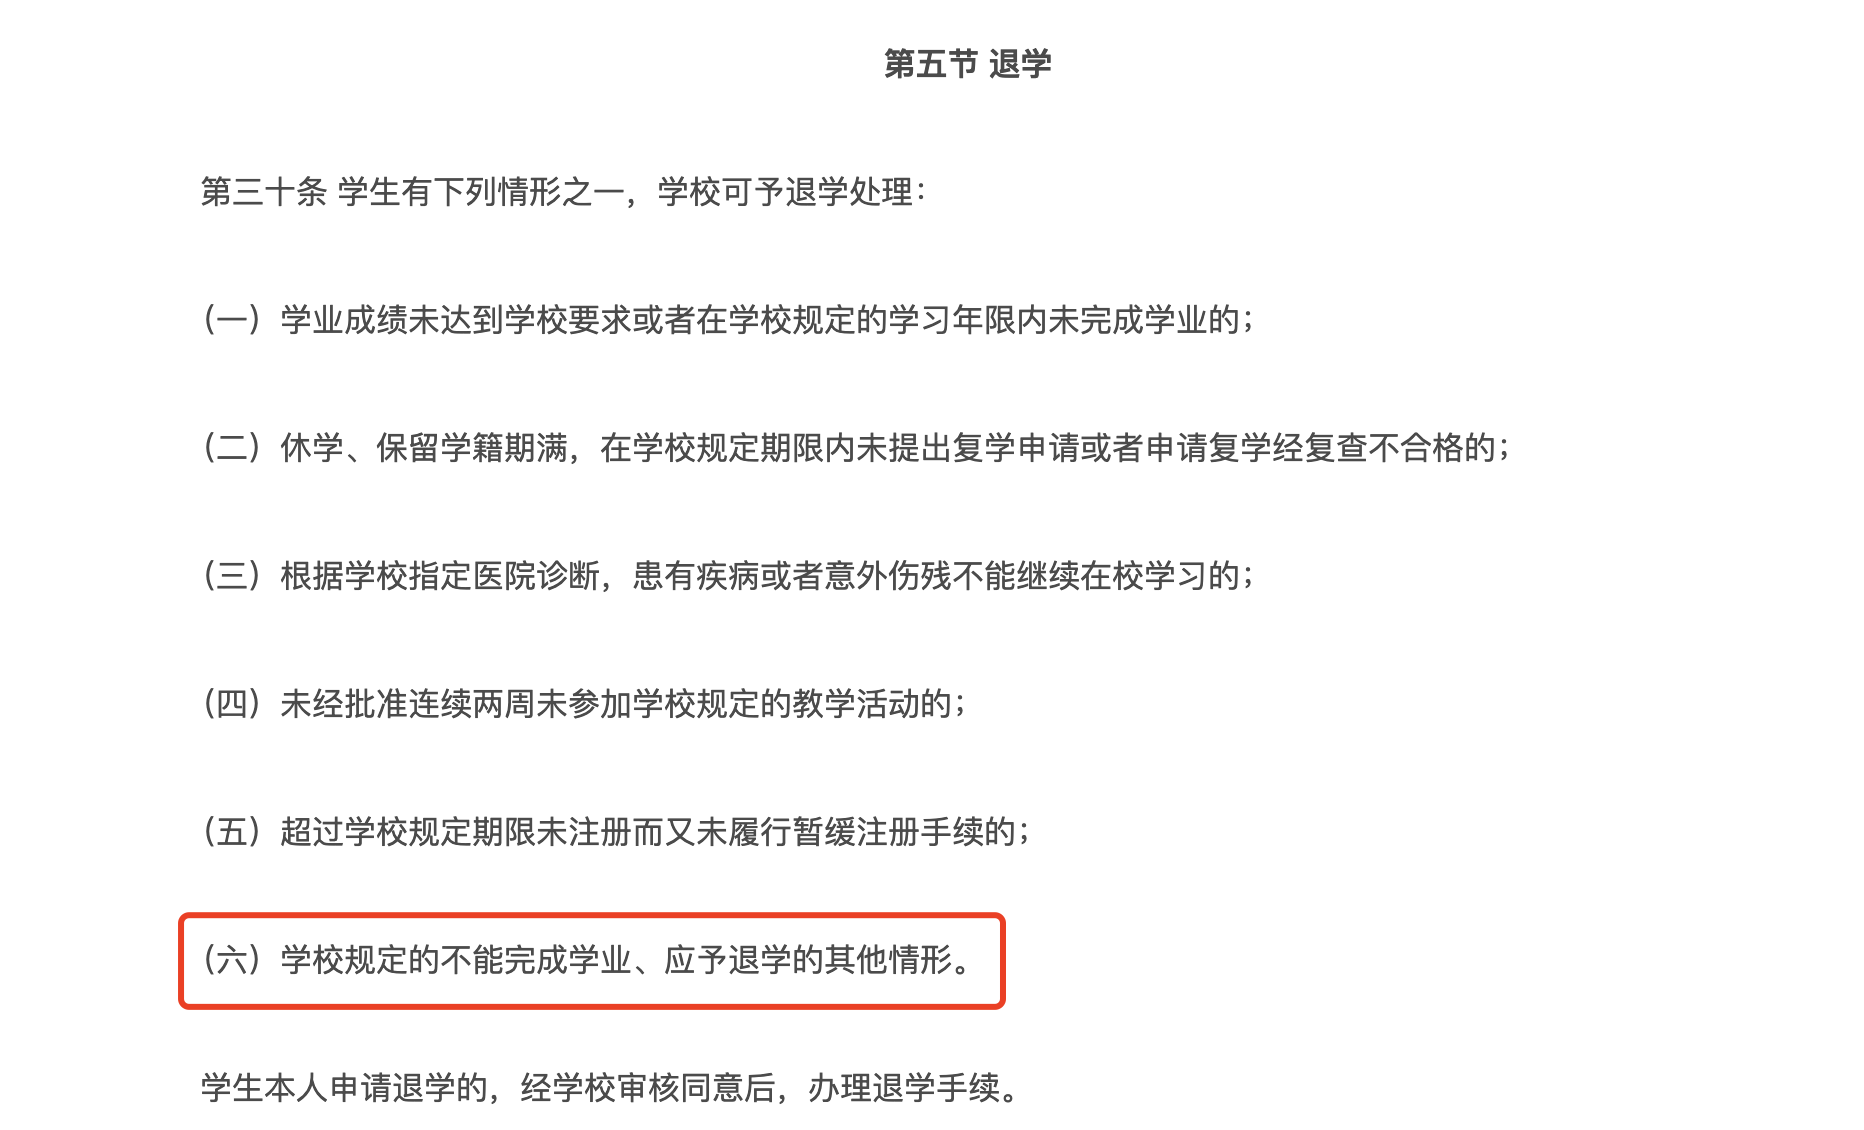 第五节 退学
第三十条 学生有下列情形之一，学校可予退学处理：
（一）学业成绩未达到学校要求或者在学校规定的学习年限内未完成学业的；
（二）休学、保留学籍期满，在学校规定期限内未提出复学申请或者申请复学经复查不合格的；
（三）根据学校指定医院诊断，患有疾病或者意外伤残不能继续在校学习的；
（四）未经批准连续两周未参加学校规定的教学活动的；
（五）超过学校规定期限未注册而又未履行暂缓注册手续的；
（六）学校规定的不能完成学业、应予退学的其他情形。
学生本人申请退学的，经学校审核同意后，办理退学手续。